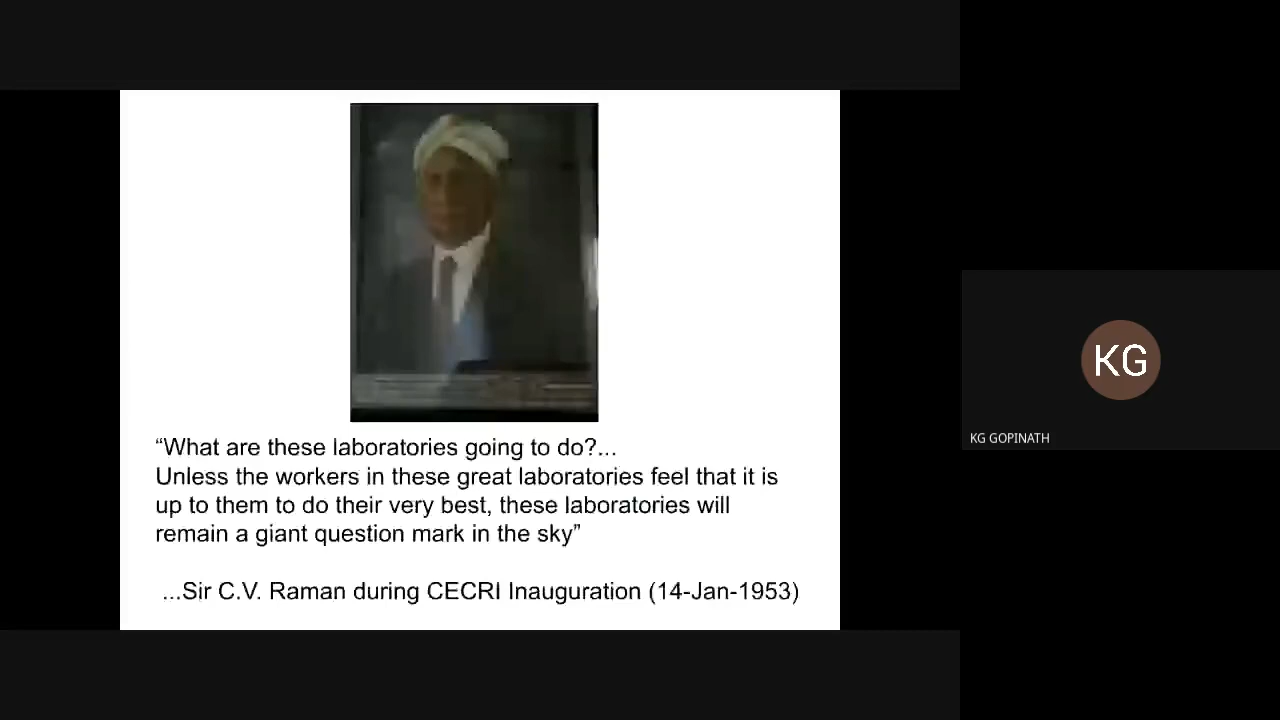 “What are these laboratories going to do?...
Unless the workers in these great laboratories feel that it is
up to them to do their very best, these laboratories will
remain a giant question mark in the sky”
...Sir C.V. Raman during CECRI Inauguration (14-Jan-1953)
KG
KG GOPINATH